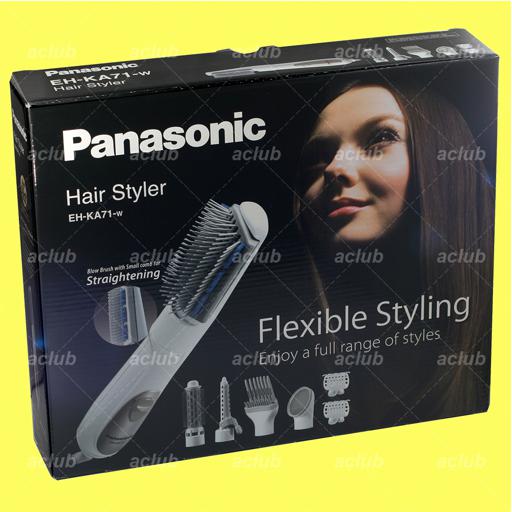 Panasonic
EH-KA71-w
Hair Styler
Panasonic
Hair Styler
EH-KA71-w
Blow Brush with Small comb for
Straightening
Flexible Styling
Enjoy a full range of styles
aclub